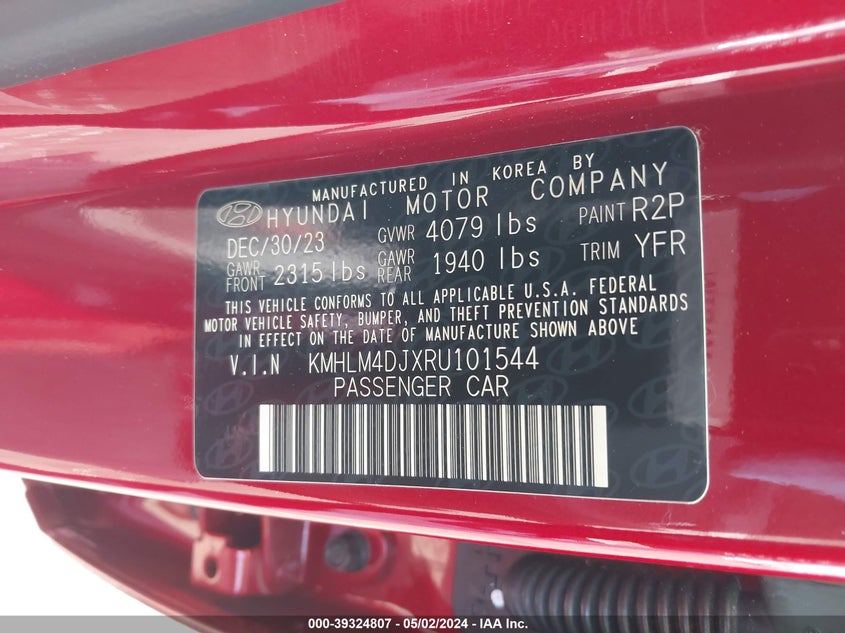 MANUFACTURED IN KOREA BY
HYUNDAI MOTOR COMPANY
DEC/30/23 GVWR 4079 lbs PAINT R2P
GAWR FRONT 2315 lbs GAWR REAR 1940 lbs TRIM YFR
THIS VEHICLE CONFORMS TO ALL APPLICABLE U.S.A. FEDERAL
MOTOR VEHICLE SAFETY, BUMPER, AND THEFT PREVENTION STANDARDS
IN EFFECT ON THE DATE OF MANUFACTURE SHOWN ABOVE
V.I.N KMHLM4DJXRU101544
PASSENGER CAR
000-39324807 - 05/02/2024 - IAA Inc.